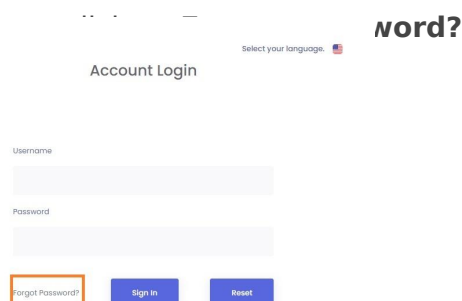 word?
Select your language.
Account Login
Username
Password
Forgot Password? Sign In Reset